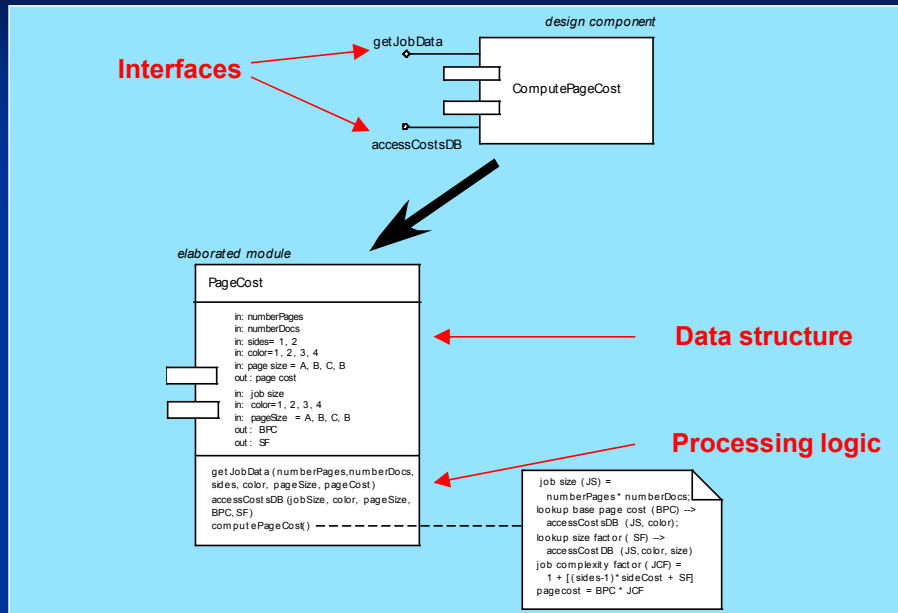 design component
getJobData
Interfaces
ComputePageCost
accessCostsDB
elaborated module
PageCost
in: numberPages
in: numberDocs
in: sides= 1, 2
in: color=1, 2, 3, 4
in: page size = A, B, C, B
out: page cost
in: job size
in: color=1, 2, 3, 4
in: pageSize = A, B, C, B
out: BPC
out: SF
Data structure
Processing logic
getJobData (numberPages,numberDocs,
sides, color, pageSize, pageCost)
accessCostsDB (jobSize, color, pageSize,
BPC, SF)
computePageCost()
job size (JS) =
numberPages * numberDocs;
lookup base page cost (BPC) -->
accessCostsDB (JS, color);
lookup size factor (SF) -->
accessCostDB (JS, color, size)
job complexity factor (JCF) =
1 + [(sides-1)* sideCost + SF]
pagecost = BPC * JCF